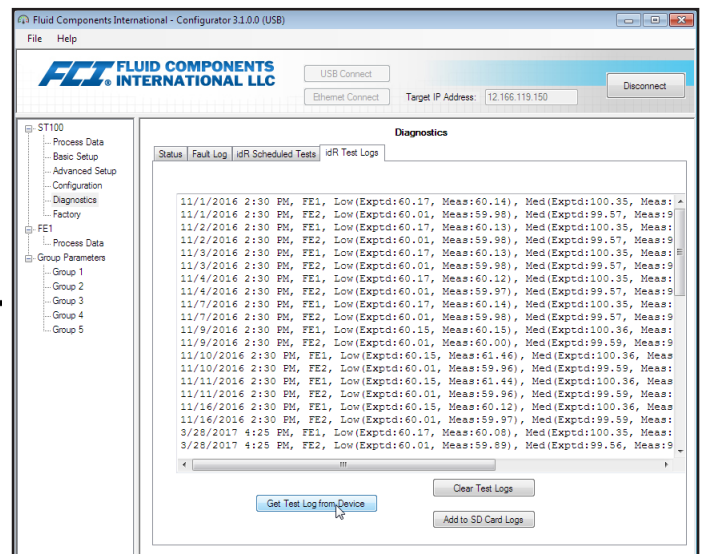 Fluid Components International - Configurator 3.1.0.0 (USB)
File Help
FCI FLUID COMPONENTS
® INTERNATIONAL LLC
USB Connect
Ethernet Connect
Target IP Address: 12.166.119.150
Disconnect
ST100
Process Data
Basic Setup
Advanced Setup
Configuration
Diagnostics
Factory
FE1
Process Data
Group Parameters
Group 1
Group 2
Group 3
Group 4
Group 5
Diagnostics
Status Fault Log idR Scheduled Tests idR Test Logs
11/1/2016 2:30 PM, FE1, Low(Exptd:60.17, Meas:60.14), Med(Exptd:100.35, Meas:
11/1/2016 2:30 PM, FE2, Low(Exptd:60.01, Meas:59.98), Med(Exptd:99.57, Meas:9
11/2/2016 2:30 PM, FE1, Low(Exptd:60.17, Meas:60.13), Med(Exptd:100.35, Meas:
11/2/2016 2:30 PM, FE2, Low(Exptd:60.01, Meas:59.98), Med(Exptd:99.57, Meas:9
11/3/2016 2:30 PM, FE1, Low(Exptd:60.17, Meas:60.13), Med(Exptd:100.35, Meas:
11/3/2016 2:30 PM, FE2, Low(Exptd:60.01, Meas:59.98), Med(Exptd:99.57, Meas:9
11/4/2016 2:30 PM, FE1, Low(Exptd:60.17, Meas:60.12), Med(Exptd:100.35, Meas:
11/4/2016 2:30 PM, FE2, Low(Exptd:60.01, Meas:59.97), Med(Exptd:99.57, Meas:9
11/7/2016 2:30 PM, FE1, Low(Exptd:60.17, Meas:60.14), Med(Exptd:100.35, Meas:
11/7/2016 2:30 PM, FE2, Low(Exptd:60.01, Meas:59.98), Med(Exptd:99.57, Meas:9
11/9/2016 2:30 PM, FE1, Low(Exptd:60.15, Meas:60.15), Med(Exptd:100.36, Meas:
11/9/2016 2:30 PM, FE2, Low(Exptd:60.01, Meas:60.00), Med(Exptd:99.59, Meas:9
11/10/2016 2:30 PM, FE1, Low(Exptd:60.15, Meas:61.46), Med(Exptd:100.36, Meas
11/10/2016 2:30 PM, FE2, Low(Exptd:60.01, Meas:59.96), Med(Exptd:99.59, Meas:
11/11/2016 2:30 PM, FE1, Low(Exptd:60.15, Meas:61.44), Med(Exptd:100.36, Meas
11/11/2016 2:30 PM, FE2, Low(Exptd:60.01, Meas:59.96), Med(Exptd:99.59, Meas:
11/16/2016 2:30 PM, FE1, Low(Exptd:60.15, Meas:60.12), Med(Exptd:100.36, Meas
11/16/2016 2:30 PM, FE2, Low(Exptd:60.01, Meas:59.97), Med(Exptd:99.59, Meas:
3/28/2017 4:25 PM, FE1, Low(Exptd:60.17, Meas:60.08), Med(Exptd:100.35, Meas:
3/28/2017 4:25 PM, FE2, Low(Exptd:60.01, Meas:59.89), Med(Exptd:99.56, Meas:9
Clear Test Logs
Get Test Log from Device
Add to SD Card Logs